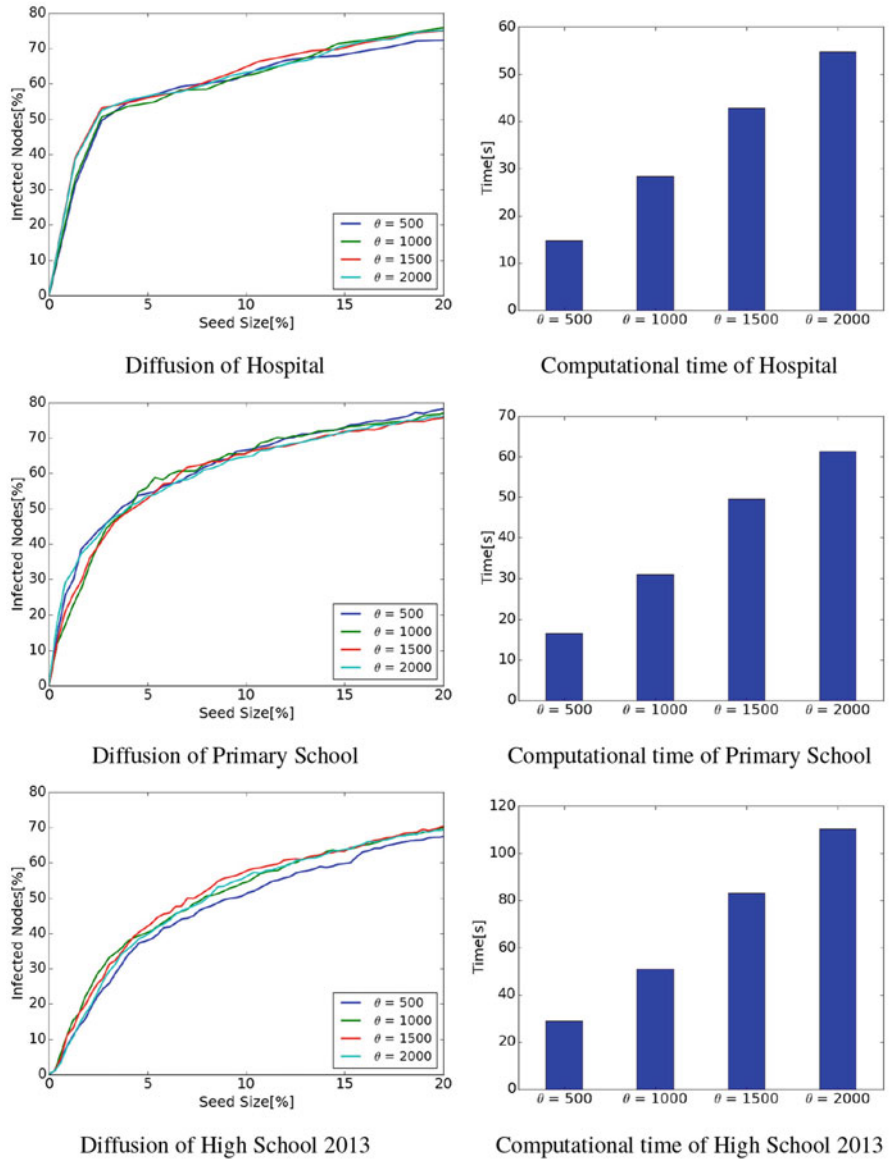 80
70
60
50
40
30
20
10
0
Infected Nodes[%]
θ = 500
θ = 1000
θ = 1500
θ = 2000
0 5 10 15 20
Seed Size[%]
Diffusion of Hospital
60
50
40
30
20
10
0
Time[s]
θ = 500 θ = 1000 θ = 1500 θ = 2000
Computational time of Hospital
80
70
60
50
40
30
20
10
0
Infected Nodes[%]
θ = 500
θ = 1000
θ = 1500
θ = 2000
0 5 10 15 20
Seed Size[%]
Diffusion of Primary School
70
60
50
40
30
20
10
0
Time[s]
θ = 500 θ = 1000 θ = 1500 θ = 2000
Computational time of Primary School
80
70
60
50
40
30
20
10
0
Infected Nodes[%]
θ = 500
θ = 1000
θ = 1500
θ = 2000
0 5 10 15 20
Seed Size[%]
Diffusion of High School 2013
120
100
80
60
40
20
0
Time[s]
θ = 500 θ = 1000 θ = 1500 θ = 2000
Computational time of High School 2013